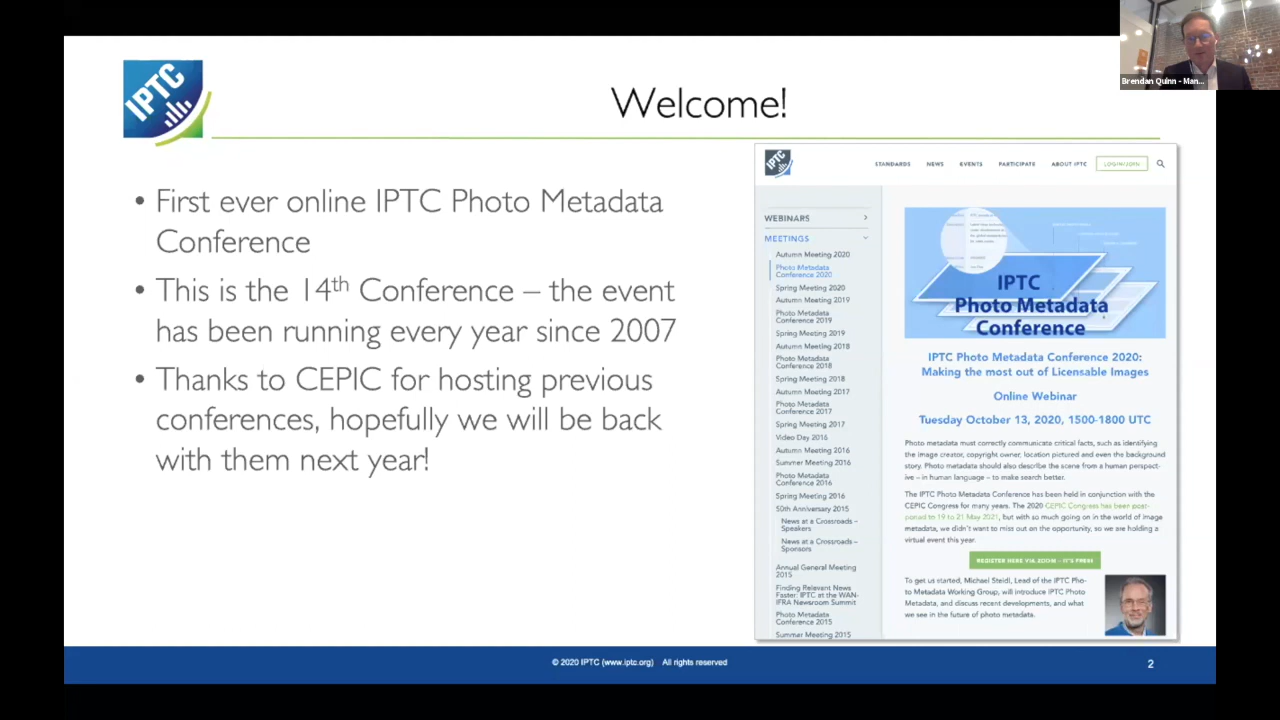 Brendan Quinn - Man...
IPTC
Welcome!
• First ever online IPTC Photo Metadata
Conference
• This is the 14th Conference – the event
has been running every year since 2007
• Thanks to CEPIC for hosting previous
conferences, hopefully we will be back
with them next year!
IPTC
STANDARDS NEWS EVENTS PARTICIPATE ABOUT IPTC LOGIN/JOIN
WEBINARS
MEETINGS
Autumn Meeting 2020
Photo Metadata
Conference 2020
Spring Meeting 2020
Autumn Meeting 2019
Photo Metadata
Conference 2019
Spring Meeting 2019
Autumn Meeting 2018
Photo Metadata
Conference 2018
Spring Meeting 2018
Autumn Meeting 2017
Photo Metadata
Conference 2017
Spring Meeting 2017
Video Day 2016
Autumn Meeting 2016
Summer Meeting 2016
Photo Metadata
Conference 2016
Spring Meeting 2016
50th Anniversary 2015
News at a Crossroads –
Speakers
News at a Crossroads –
Sponsors
Annual General Meeting
2015
Finding Relevant News
Faster: IPTC at the WAN-
IFRA Newsroom Summit
Photo Metadata
Conference 2015
Summer Meeting 2015
IPTC
Photo Metadata
Conference
IPTC Photo Metadata Conference 2020:
Making the most out of Licensable Images
Online Webinar
Tuesday October 13, 2020, 1500-1800 UTC
Photo metadata must correctly communicate critical facts, such as identifying
the image creator, copyright owner, location pictured and even the background
story. Photo metadata should also describe the scene from a human perspect-
ive – in human language – to make search better.
The IPTC Photo Metadata Conference has been held in conjunction with the
CEPIC Congress for many years. The 2020 CEPIC Congress has been post-
poned to 19 to 21 May 2021, but with so much going on in the world of image
metadata, we didn't want to miss out on the opportunity, so we are holding a
virtual event this year.
REGISTER HERE VIA ZOOM – IT'S FREE!
To get us started, Michael Steidl, Lead of the IPTC Pho-
to Metadata Working Group, will introduce IPTC Photo
Metadata, and discuss recent developments, and what
we see in the future of photo metadata.
© 2020 IPTC (www.iptc.org) All rights reserved
2